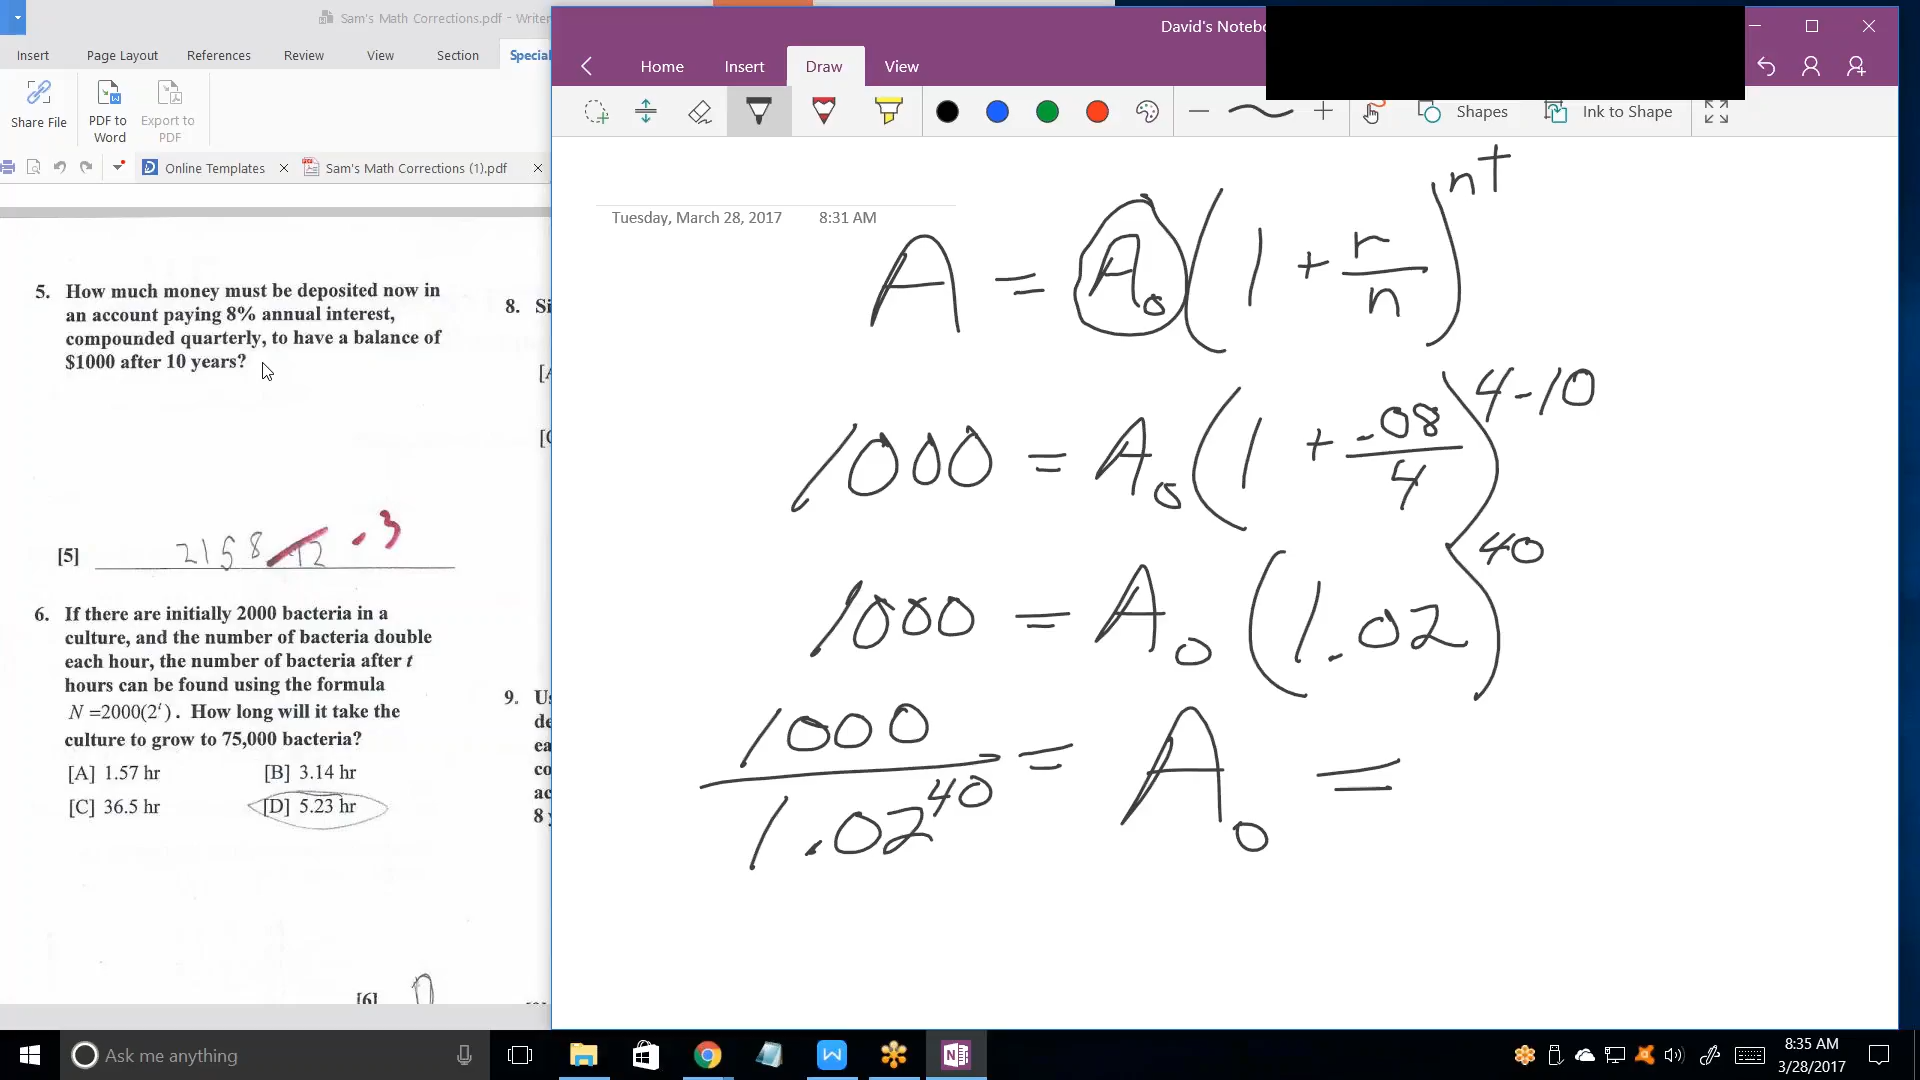 Sam's Math Corrections.pdf - Write
Insert Page Layout References Review View Section Special
Share File
PDF to Word
Export to PDF
Online Templates
Sam's Math Corrections (1).pdf
5. How much money must be deposited now in
an account paying 8% annual interest,
compounded quarterly, to have a balance of
$1000 after 10 years?
[5] 2158 12 .3
6. If there are initially 2000 bacteria in a
culture, and the number of bacteria double
each hour, the number of bacteria after t
hours can be found using the formula
N =2000(2^t). How long will it take the
culture to grow to 75,000 bacteria?
[A] 1.57 hr [B] 3.14 hr
[C] 36.5 hr [D] 5.23 hr
[6]
8. Si
[A
[C
9. Us
de
ea
co
ac
8 y
David's Notebo
Home Insert Draw View
Shapes Ink to Shape
Tuesday, March 28, 2017 8:31 AM
A = A₀ (1 + r/n)^nt
1000 = A₀ (1 + .08/4)^4-10
1000 = A₀ (1.02)^40
1000/1.02^40 = A₀ =
Ask me anything
8:35 AM
3/28/2017